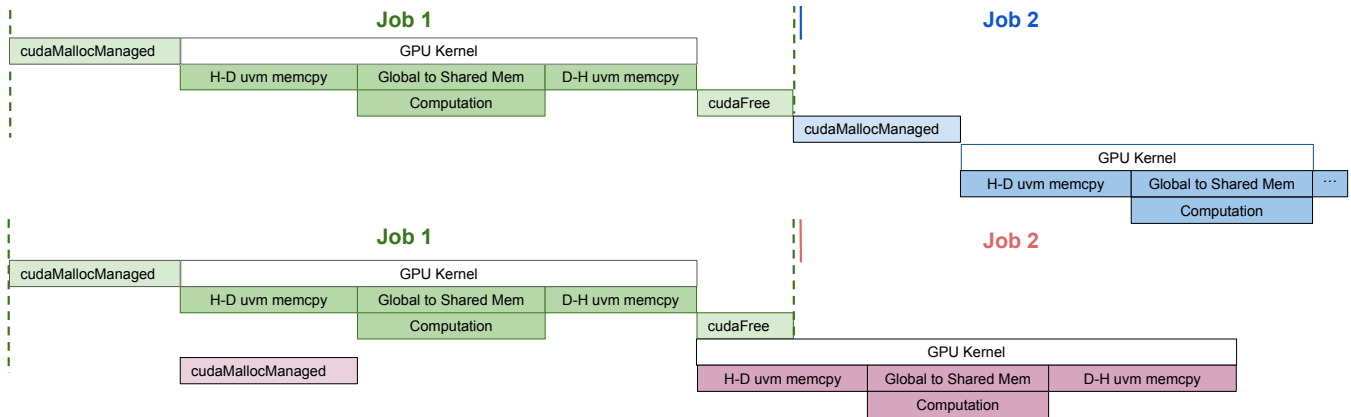 Job 1 Job 2
cudaMallocManaged GPU Kernel
H-D uvm memcpy Global to Shared Mem D-H uvm memcpy
Computation cudaFree
cudaMallocManaged
GPU Kernel
H-D uvm memcpy Global to Shared Mem ...
Computation
Job 1 Job 2
cudaMallocManaged GPU Kernel
H-D uvm memcpy Global to Shared Mem D-H uvm memcpy
Computation cudaFree
GPU Kernel
cudaMallocManaged H-D uvm memcpy Global to Shared Mem D-H uvm memcpy
Computation